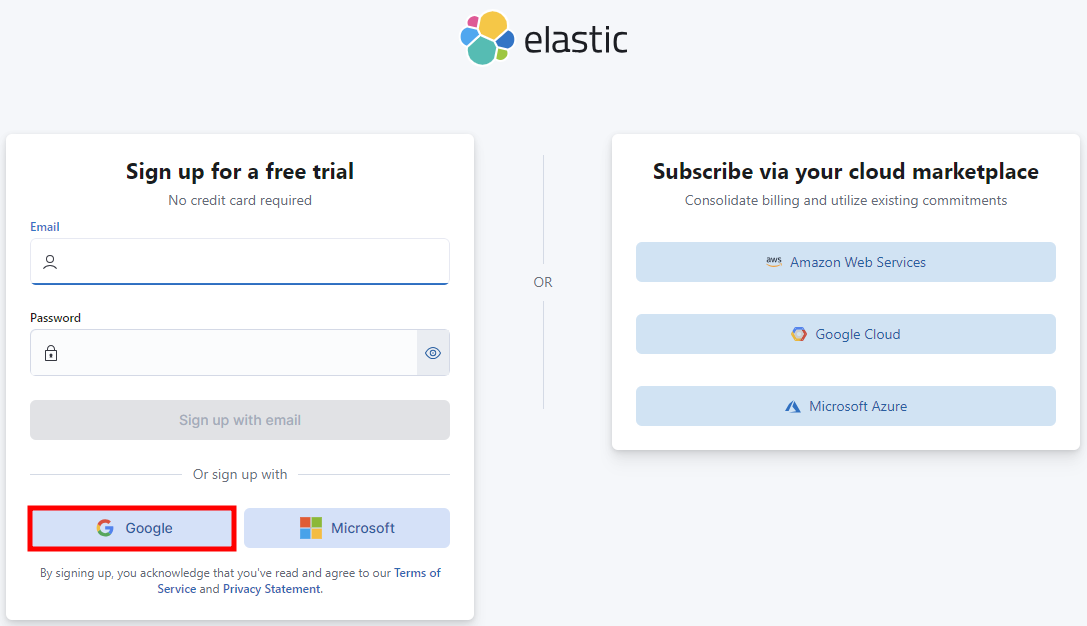 elastic
Sign up for a free trial
No credit card required
Email
Password
Sign up with email
Or sign up with
Google
Microsoft
By signing up, you acknowledge that you've read and agree to our Terms of
Service and Privacy Statement.
OR
Subscribe via your cloud marketplace
Consolidate billing and utilize existing commitments
aws Amazon Web Services
Google Cloud
Microsoft Azure